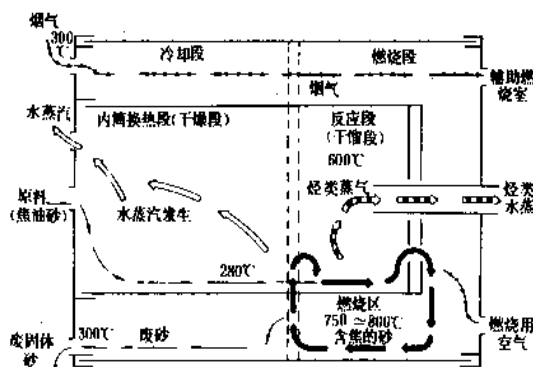 烟气
300
℃
冷却段
燃烧段
烟气
辅助燃
烧室
水蒸汽
内筒换热段(干燥段)
反应段
(干馏段)
600℃
原料
(焦油砂)
水蒸汽发生
烃类蒸气
烃类
水蒸
280℃
燃烧区
750～800℃
含焦的砂
废固体
砂
300℃
废砂
燃烧用
空气